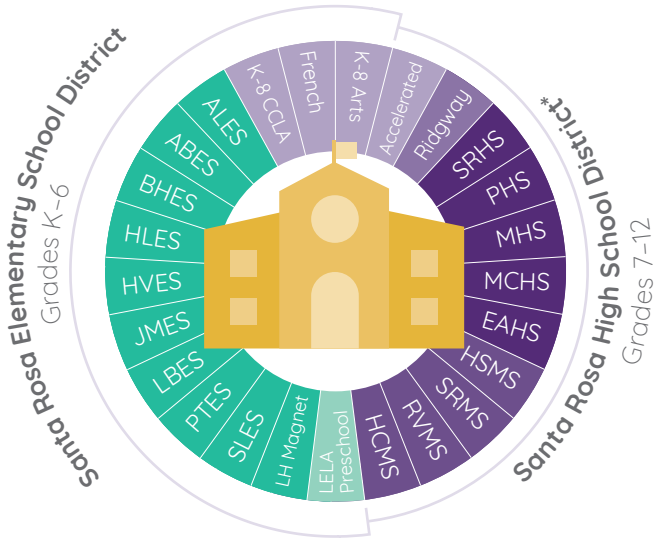 Santa Rosa Elementary School District
Grades K–6
Santa Rosa High School District*
Grades 7–12
K-8 CCLA
French
K-8 Arts
Accelerated
Ridgway
SRHS
PHS
MHS
MCHS
EAHS
HSMS
SRMS
RVMS
HCMS
LELA
Preschool
LH Magnet
SLES
PTES
LBES
JMES
HVES
HLES
BHES
ABES
ALES